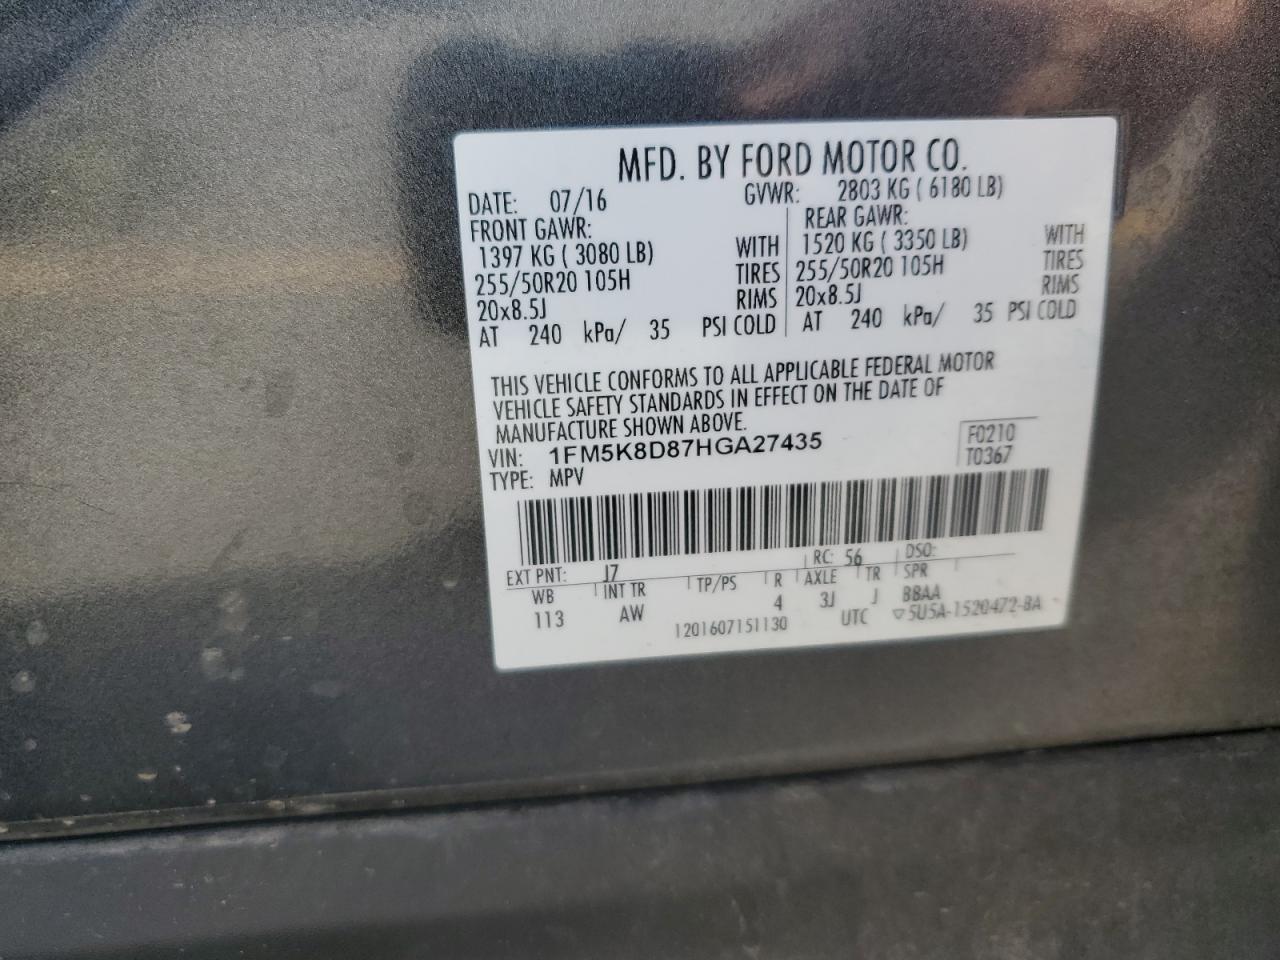 MFD. BY FORD MOTOR CO.
DATE: 07/16 GVWR: 2803 KG ( 6180 LB)
FRONT GAWR: REAR GAWR:
1397 KG ( 3080 LB) WITH 1520 KG ( 3350 LB) WITH
255/50R20 105H TIRES 255/50R20 105H TIRES
20x8.5J RIMS 20x8.5J RIMS
AT 240 kPa/ 35 PSI COLD AT 240 kPa/ 35 PSI COLD
THIS VEHICLE CONFORMS TO ALL APPLICABLE FEDERAL MOTOR
VEHICLE SAFETY STANDARDS IN EFFECT ON THE DATE OF
MANUFACTURE SHOWN ABOVE.
VIN: 1FM5K8D87HGA27435 F0210
TYPE: MPV T0367
EXT PNT: J7 RC: 56 DSO:
WB INT TR TP/PS R AXLE TR SPR
113 AW 4 3J J BBAA
1201607151130 UTC ▽5U5A-1520472-BA